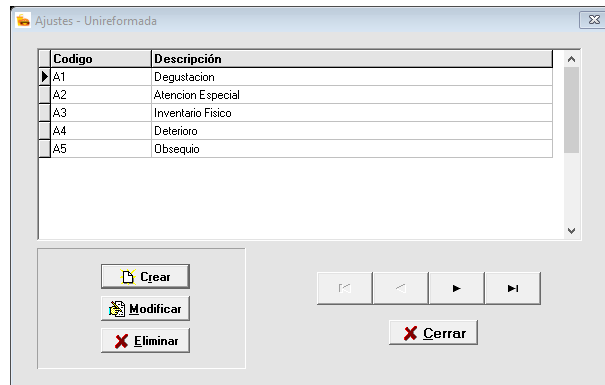 Ajustes - Unireformada
Codigo Descripción
A1 Degustacion
A2 Atencion Especial
A3 Inventario Fisico
A4 Deterioro
A5 Obsequio
Crear
Modificar
Eliminar
Cerrar